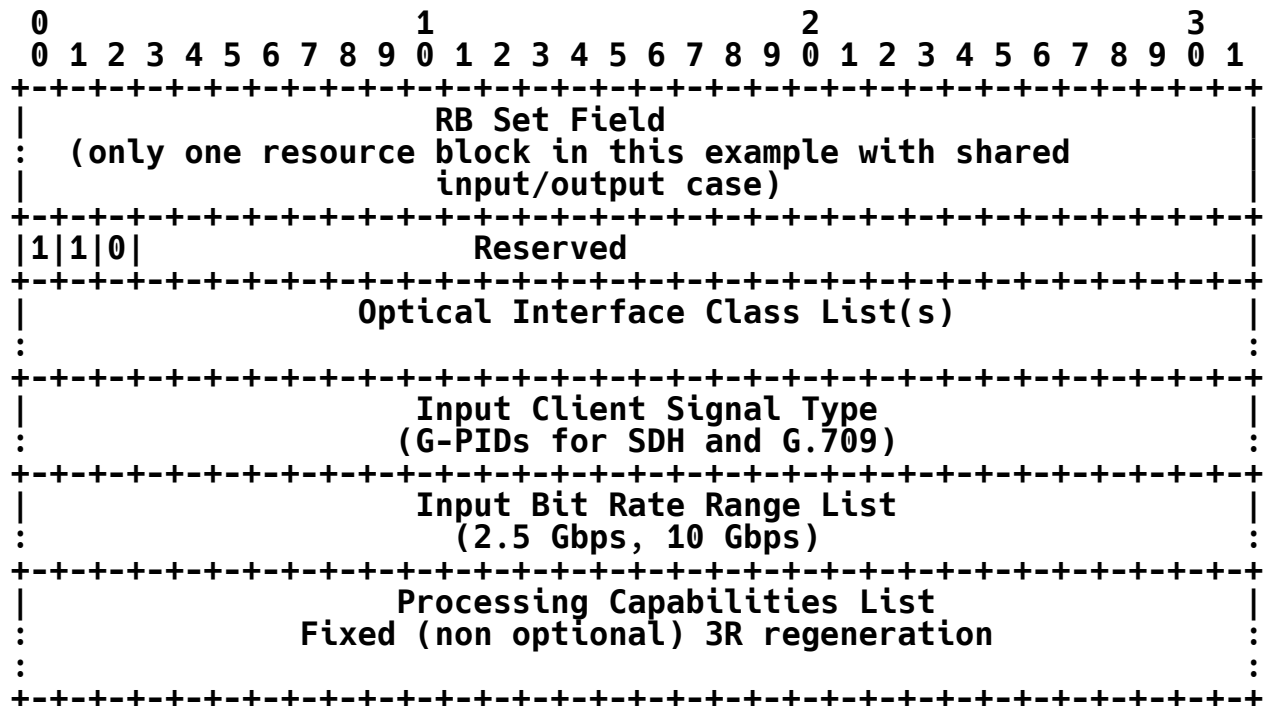 0                   1                   2                   3
 0 1 2 3 4 5 6 7 8 9 0 1 2 3 4 5 6 7 8 9 0 1 2 3 4 5 6 7 8 9 0 1
+-+-+-+-+-+-+-+-+-+-+-+-+-+-+-+-+-+-+-+-+-+-+-+-+-+-+-+-+-+-+-+-+
|                     RB Set Field                              |
:  (only one resource block in this example with shared         |
|                     input/output case)                        |
+-+-+-+-+-+-+-+-+-+-+-+-+-+-+-+-+-+-+-+-+-+-+-+-+-+-+-+-+-+-+-+-+
|1|1|0|                 Reserved                                |
+-+-+-+-+-+-+-+-+-+-+-+-+-+-+-+-+-+-+-+-+-+-+-+-+-+-+-+-+-+-+-+-+
|                 Optical Interface Class List(s)               |
:                                                               :
+-+-+-+-+-+-+-+-+-+-+-+-+-+-+-+-+-+-+-+-+-+-+-+-+-+-+-+-+-+-+-+-+
|                    Input Client Signal Type                   |
:                   (G-PIDs for SDH and G.709)                  :
+-+-+-+-+-+-+-+-+-+-+-+-+-+-+-+-+-+-+-+-+-+-+-+-+-+-+-+-+-+-+-+-+
|                    Input Bit Rate Range List                  |
:                      (2.5 Gbps, 10 Gbps)                      :
+-+-+-+-+-+-+-+-+-+-+-+-+-+-+-+-+-+-+-+-+-+-+-+-+-+-+-+-+-+-+-+-+
|                   Processing Capabilities List                |
:              Fixed (non optional) 3R regeneration             :
:                                                               :
+-+-+-+-+-+-+-+-+-+-+-+-+-+-+-+-+-+-+-+-+-+-+-+-+-+-+-+-+-+-+-+-+